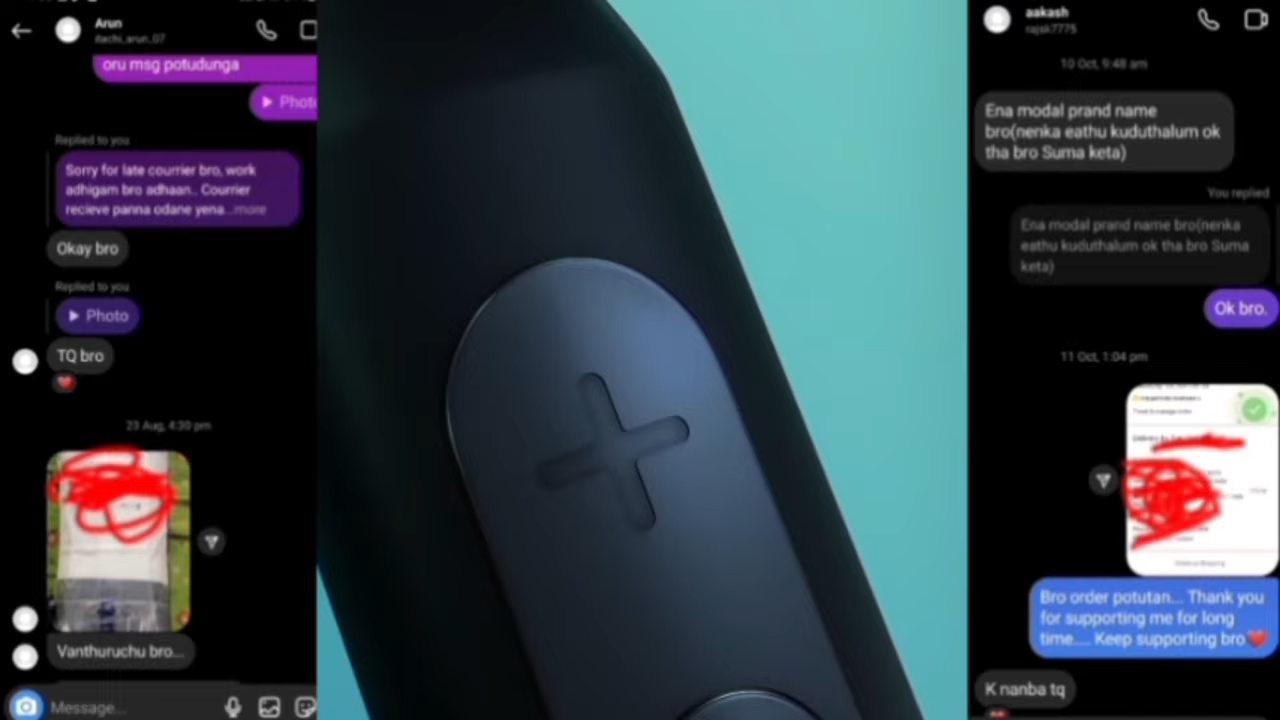 Arun
itachi_arun_07
oru msg potudunga
Photo
Replied to you
Sorry for late courrier bro, work
adhigam bro adhaan.. Courrier
recieve panna odane yena...more
Okay bro
Replied to you
Photo
TQ bro
23 Aug, 4:30 pm
Vanthuruchu bro...
Message...
aakash
rajsk7775
10 Oct, 9:48 am
Ena modal prand name
bro(nenka eathu kuduthalum ok
tha bro Suma keta)
You replied
Ena modal prand name bro(nenka
eathu kuduthalum ok tha bro Suma
keta)
Ok bro.
11 Oct, 1:04 pm
Continue Shopping
Bro order potutan... Thank you
for supporting me for long
time.... Keep supporting bro❤️
K nanba tq